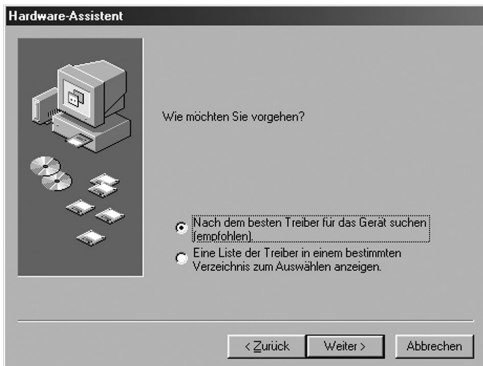 Hardware-Assistent
Wie möchten Sie vorgehen?
Nach dem besten Treiber für das Gerät suchen
(empfohlen).
Eine Liste der Treiber in einem bestimmten
Verzeichnis zum Auswählen anzeigen.
< Zurück Weiter > Abbrechen